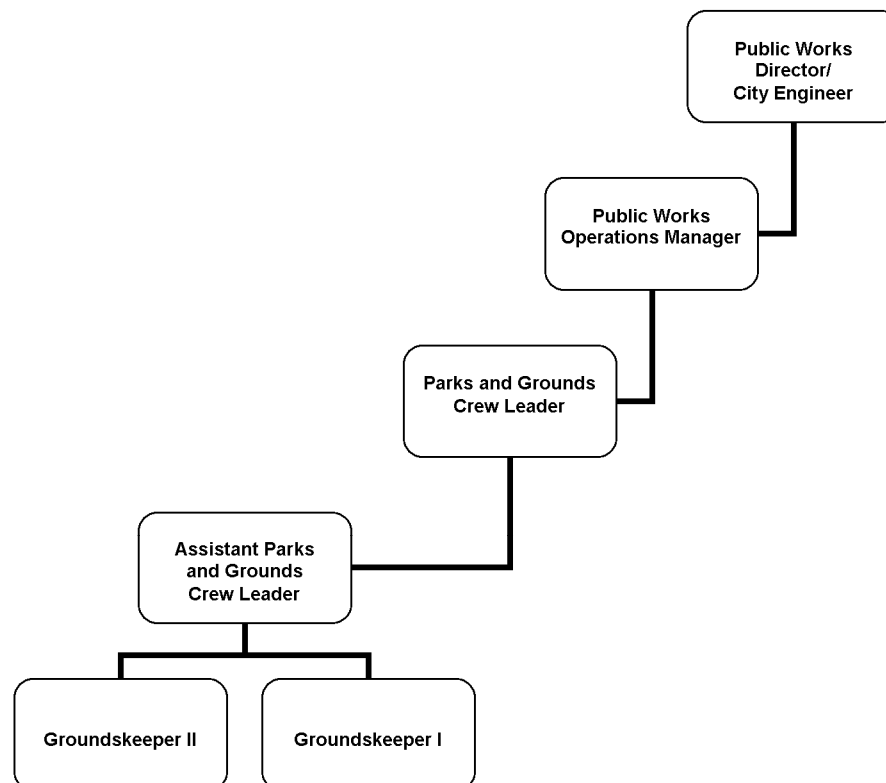 Public Works
Director/
City Engineer
Public Works
Operations Manager
Parks and Grounds
Crew Leader
Assistant Parks
and Grounds
Crew Leader
Groundskeeper II
Groundskeeper I